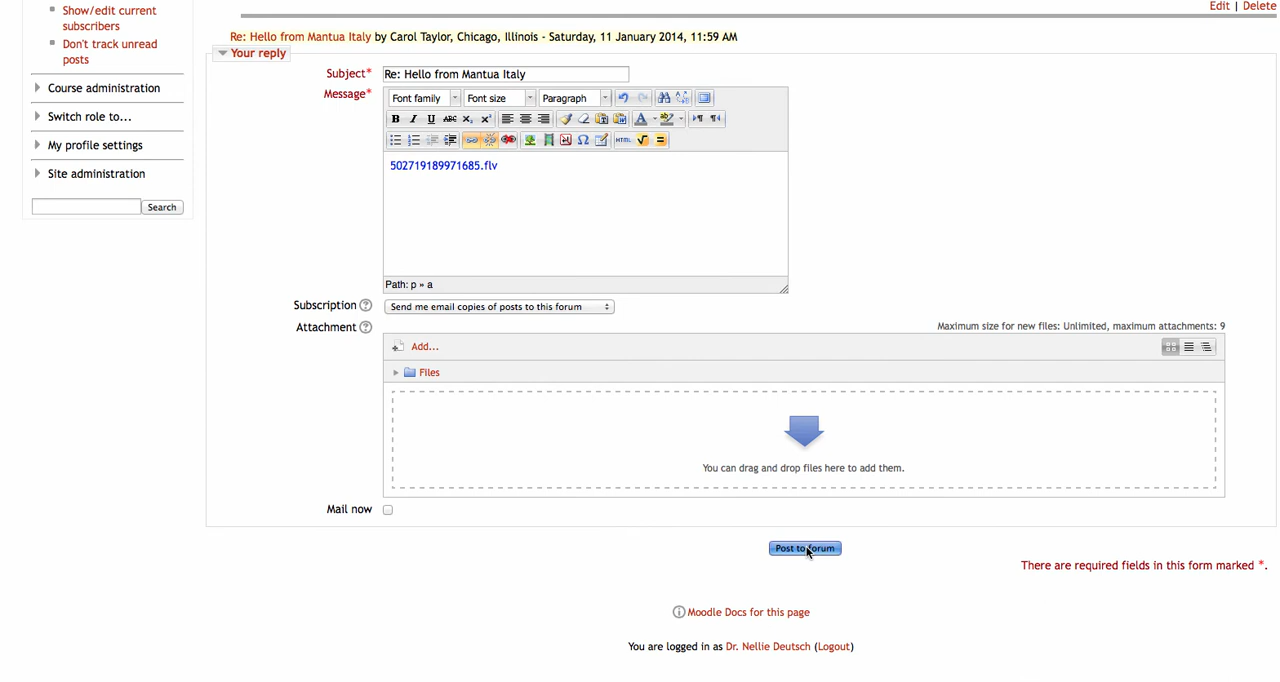 Show/edit current
subscribers
Don't track unread
posts
Course administration
Switch role to...
My profile settings
Site administration
Search
Edit | Delete
Re: Hello from Mantua Italy by Carol Taylor, Chicago, Illinois - Saturday, 11 January 2014, 11:59 AM
Your reply
Subject* Re: Hello from Mantua Italy
Message*
Font family Font size Paragraph
B I U ABC X₂ X² A ab
Ω HTML
502719189971685.flv
Path: p » a
Subscription Send me email copies of posts to this forum
Attachment
Maximum size for new files: Unlimited, maximum attachments: 9
Add...
Files
You can drag and drop files here to add them.
Mail now
Post to forum
There are required fields in this form marked *.
Moodle Docs for this page
You are logged in as Dr. Nellie Deutsch (Logout)